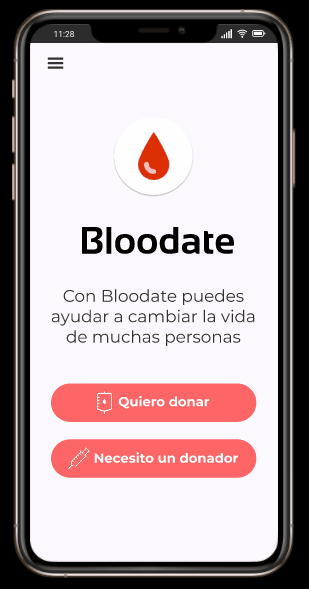 11:28
Bloodate
Con Bloodate puedes
ayudar a cambiar la vida
de muchas personas
Quiero donar
Necesito un donador